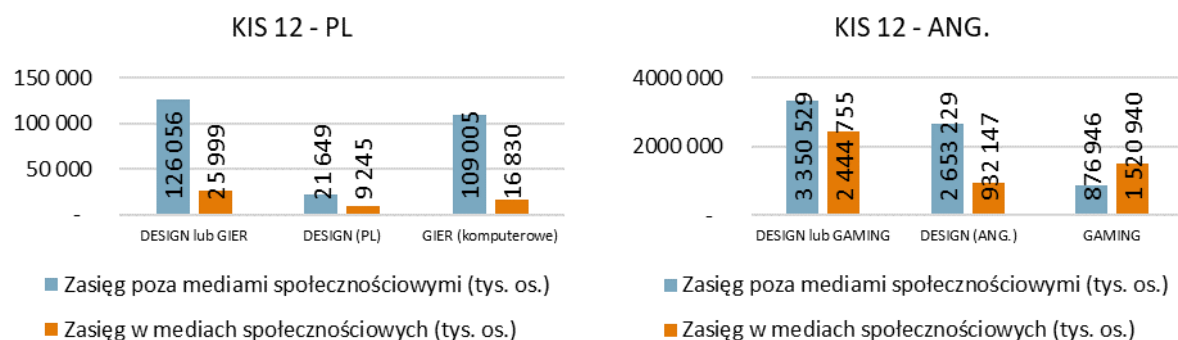 KIS 12 - PL
150 000
100 000
50 000
-
126 056
25 999
21 649
9 245
109 005
16 830
DESIGN lub GIER
DESIGN (PL)
GIER (komputerowe)
Zasięg poza mediami społecznościowymi (tys. os.)
Zasięg w mediach społecznościowych (tys. os.)
KIS 12 - ANG.
4000 000
2000 000
-
3 350 529
2 444 755
2 653 229
932 147
876 946
1 520 940
DESIGN lub GAMING
DESIGN (ANG.)
GAMING
Zasięg poza mediami społecznościowymi (tys. os.)
Zasięg w mediach społecznościowych (tys. os.)